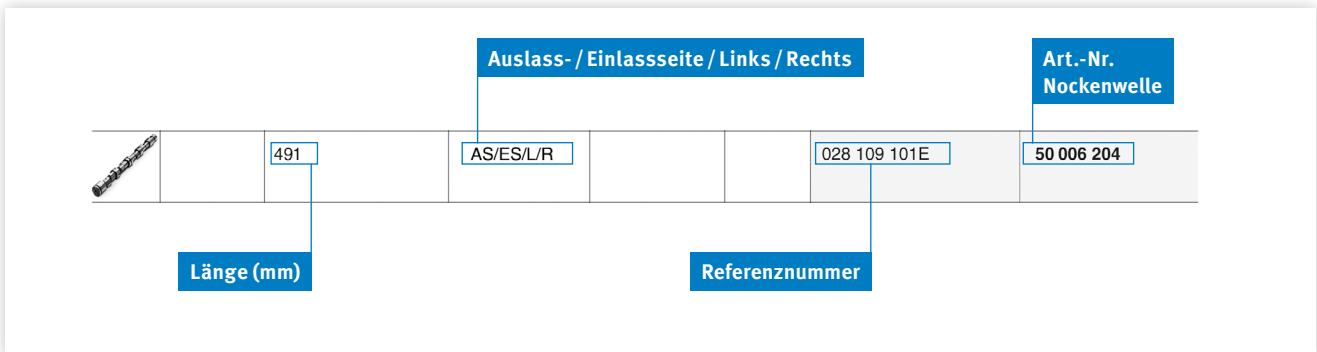 Auslass- / Einlassseite / Links / Rechts
Art.-Nr.
Nockenwelle
491
AS/ES/L/R
028 109 101E
50 006 204
Länge (mm)
Referenznummer